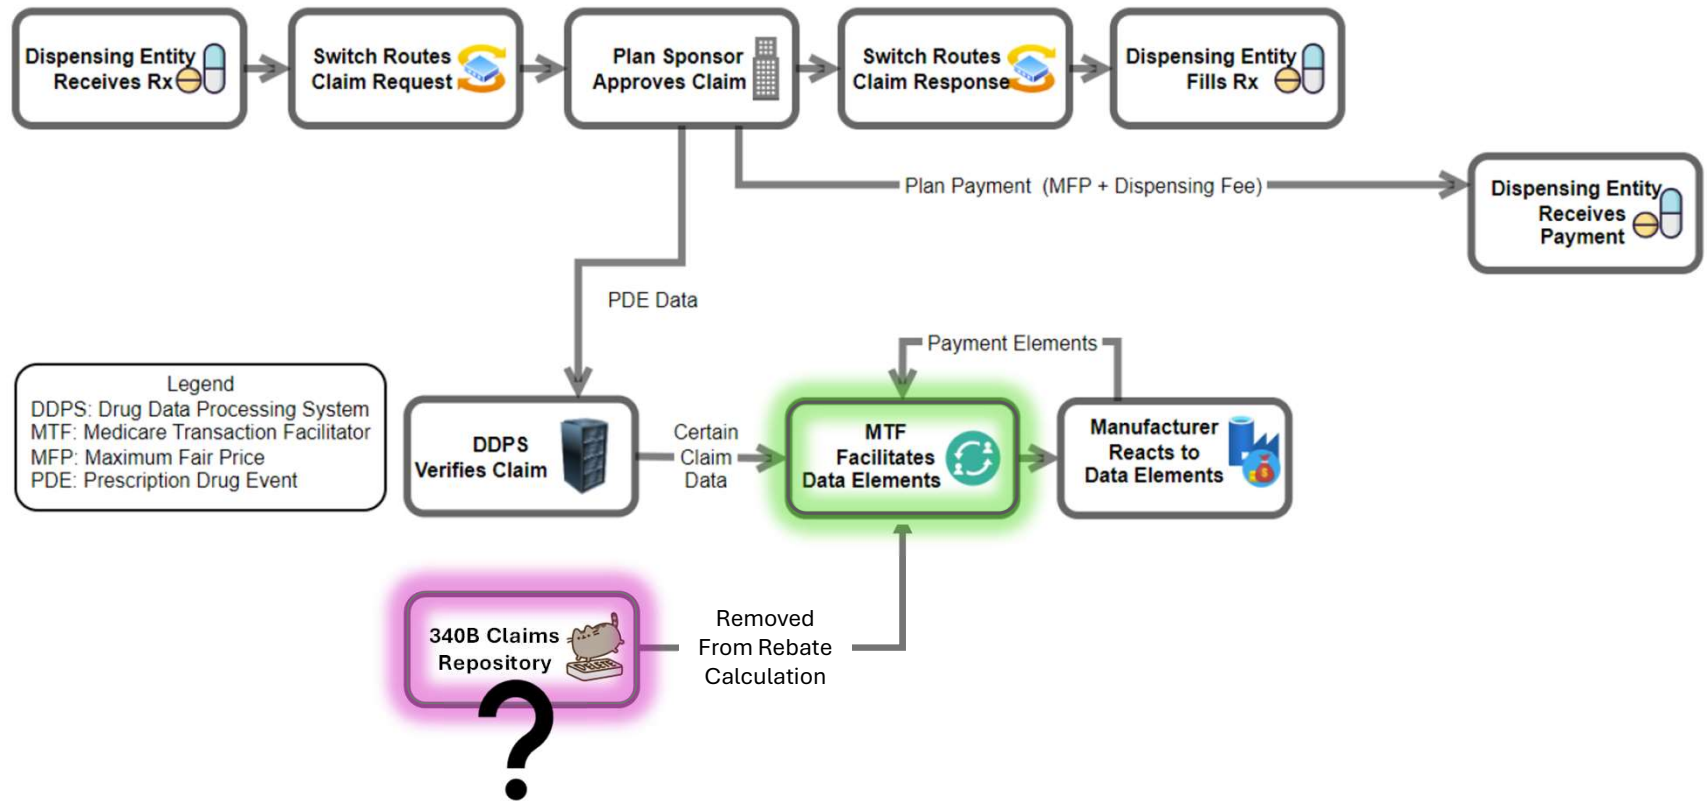 Dispensing Entity
Receives Rx
Switch Routes
Claim Request
Plan Sponsor
Approves Claim
Switch Routes
Claim Response
Dispensing Entity
Fills Rx
Plan Payment (MFP + Dispensing Fee)
Dispensing Entity
Receives
Payment
PDE Data
Payment Elements
Legend
DDPS: Drug Data Processing System
MTF: Medicare Transaction Facilitator
MFP: Maximum Fair Price
PDE: Prescription Drug Event
DDPS
Verifies Claim
Certain
Claim
Data
MTF
Facilitates
Data Elements
Manufacturer
Reacts to
Data Elements
340B Claims
Repository
DELETE
Removed
From Rebate
Calculation
?